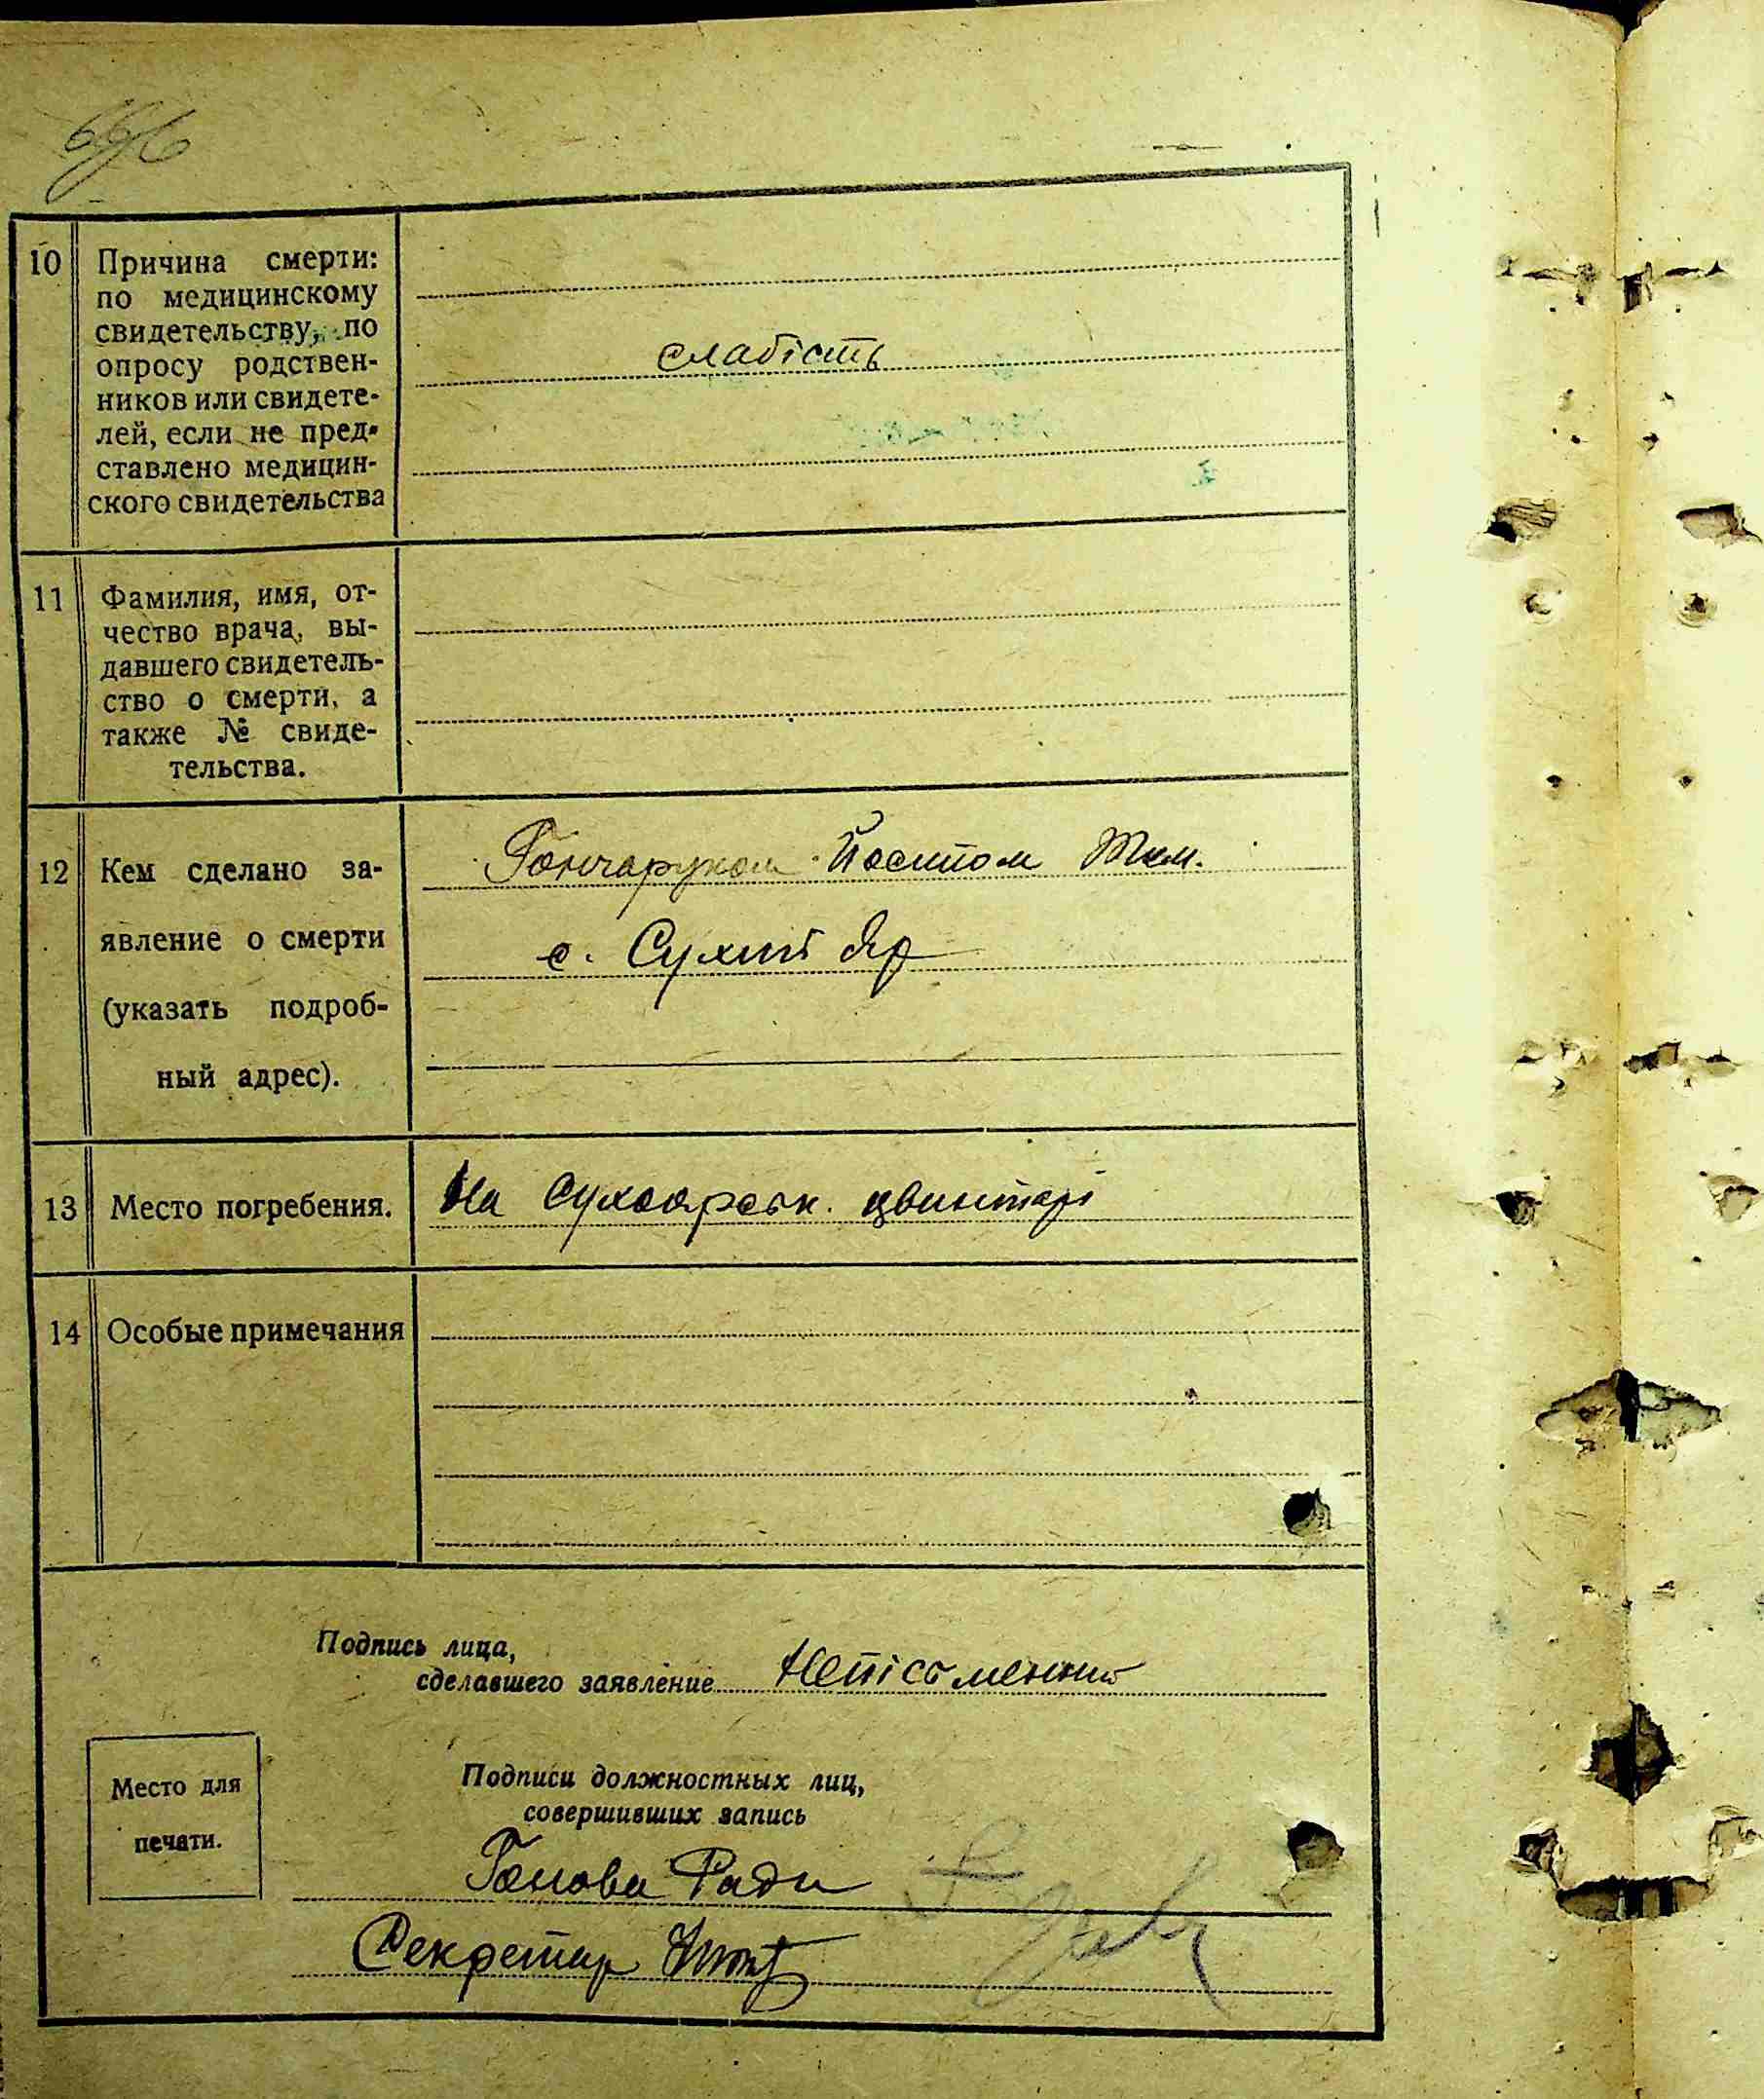 10 Причина смерти:
по медицинскому
свидетельству, по
опросу родствен-
ников или свидете-
лей, если не пред-
ставлено медицин-
ского свидетельства
слабість
11 Фамилия, имя, от-
чество врача, вы-
давшего свидетель-
ство о смерти, а
также № свиде-
тельства.
12 Кем сделано за-
явление о смерти
(указать подроб-
ный адрес).
Гончаруком Йосипом
с. Сухий Яр
13 Место погребения.
На Сухоярськ. цвинтарі
14 Особые примечания
Подпись лица,
сделавшего заявление Непісьменний
Место для
печати.
Подписи должностных лиц,
совершивших запись
Голова Ради
Секретар